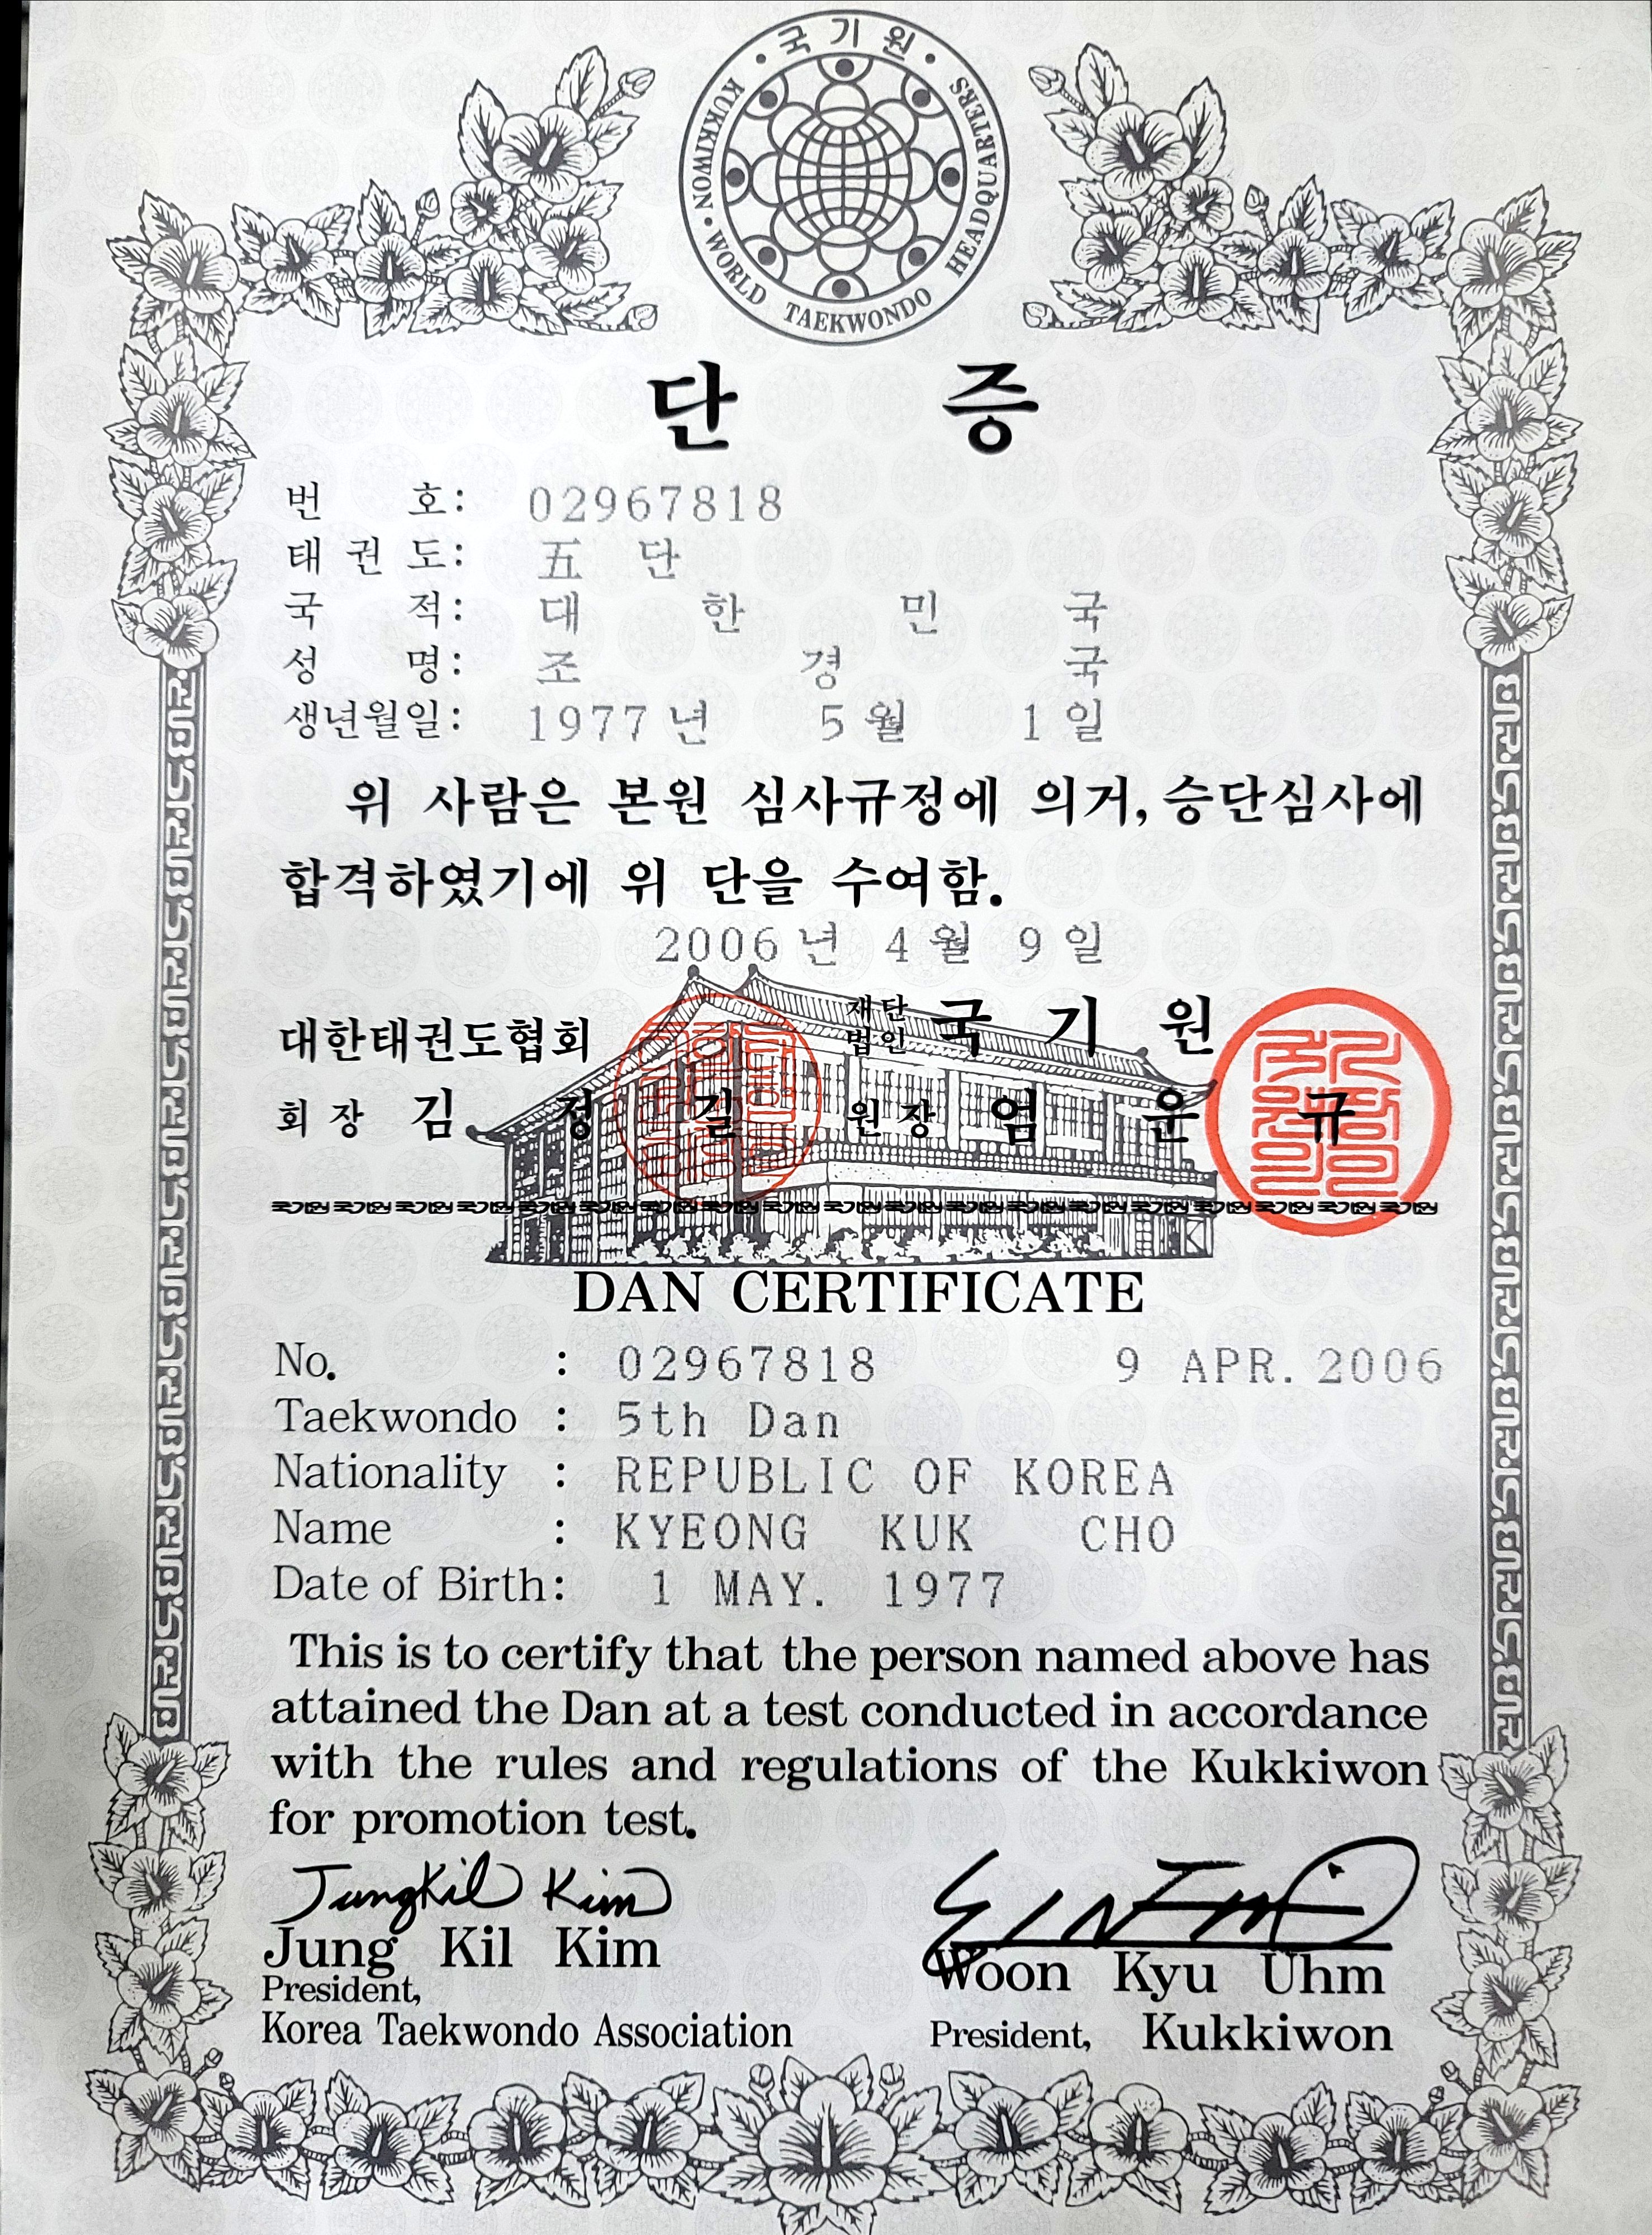 국기원
KUKKIWON · WORLD TAEKWONDO HEADQUARTERS
단 증
번 호: 02967818
태 권 도: 五 단
국 적: 대 한 민 국
성 명: 조 경 국
생년월일: 1977년 5월 1일
위 사람은 본원 심사규정에 의거, 승단심사에
합격하였기에 위 단을 수여함.
2006년 4월 9일
대한태권도협회
회장 김 정 길
재단법인 국 기 원
원장 엄 운 규
DAN CERTIFICATE
No. : 02967818 9 APR. 2006
Taekwondo : 5th Dan
Nationality : REPUBLIC OF KOREA
Name : KYEONG KUK CHO
Date of Birth: 1 MAY. 1977
This is to certify that the person named above has
attained the Dan at a test conducted in accordance
with the rules and regulations of the Kukkiwon
for promotion test.
JungKil Kim
Jung Kil Kim
President,
Korea Taekwondo Association
Woon Kyu Uhm
President, Kukkiwon